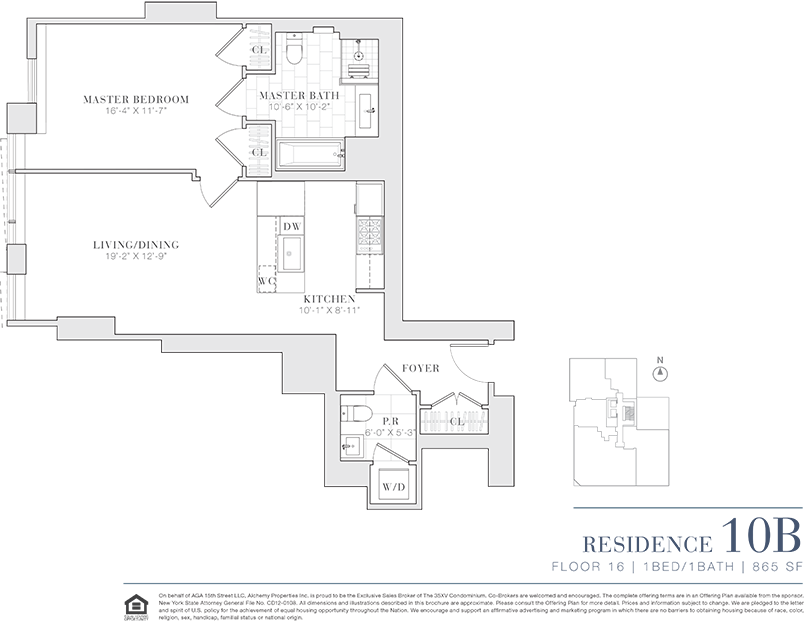 CL
MASTER BEDROOM
16'-4" X 11'-7"
MASTER BATH
10'-6" X 10'-2"
CL
LIVING/DINING
19'-2" X 12'-9"
DW
WC
KITCHEN
10'-1" X 8'-11"
FOYER
P.R
6'-0" X 5'-3"
CL
W/D
N
RESIDENCE 10B
FLOOR 16 | 1BED/1BATH | 865 SF
On behalf of AGA 15th Street LLC, Alchemy Properties Inc. is proud to be the Exclusive Sales Broker of The 35XV Condominium. Co-Brokers are welcomed and encouraged. The complete offering terms are in an Offering Plan available from the sponsor.
New York State Attorney General File No. CD12-0108. All dimensions and illustrations described in this brochure are approximate. Please consult the Offering Plan for more detail. Prices and information subject to change. We are pledged to the letter
and spirit of U.S. policy for the achievement of equal housing opportunity throughout the Nation. We encourage and support an affirmative advertising and marketing program in which there are no barriers to obtaining housing because of race, color,
religion, sex, handicap, familial status or national origin.